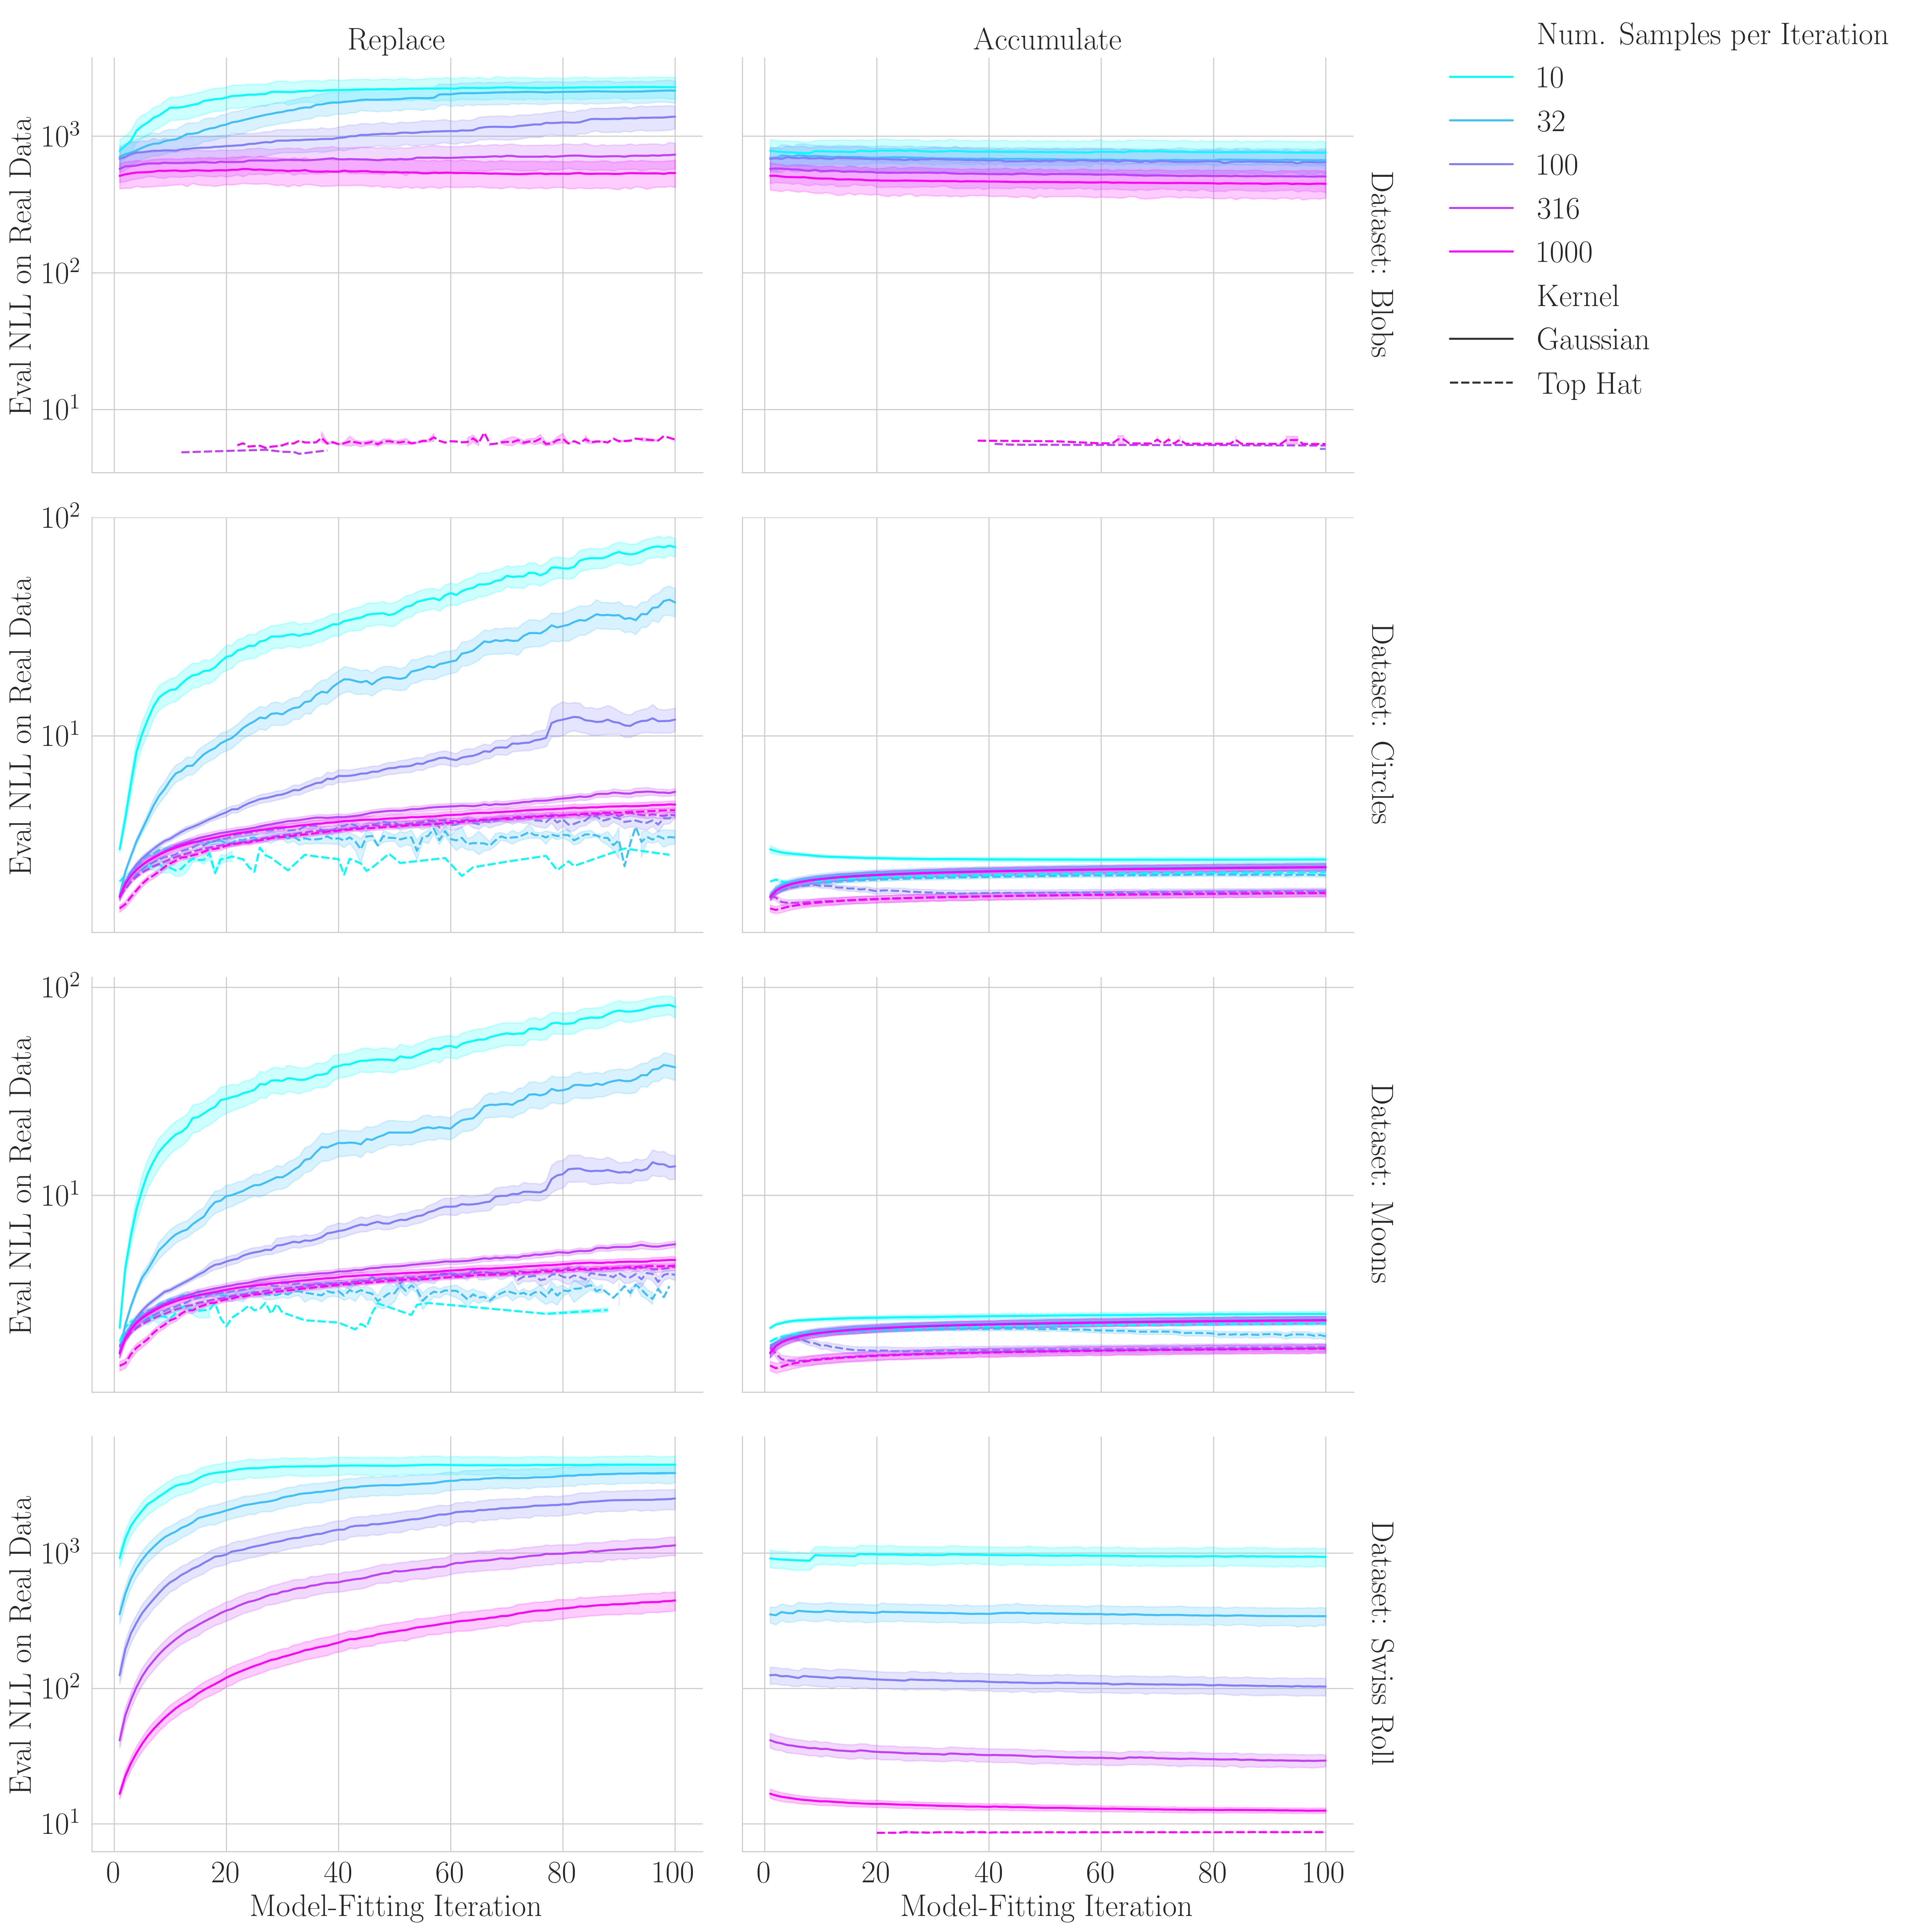 Replace
Accumulate
Num. Samples per Iteration
10
32
100
316
1000
Kernel
Gaussian
Top Hat
Eval NLL on Real Data
10³
10²
10¹
Dataset: Blobs
Eval NLL on Real Data
10²
10¹
Dataset: Circles
Eval NLL on Real Data
10²
10¹
Dataset: Moons
Eval NLL on Real Data
10³
10²
10¹
Dataset: Swiss Roll
0 20 40 60 80 100
0 20 40 60 80 100
Model-Fitting Iteration
Model-Fitting Iteration